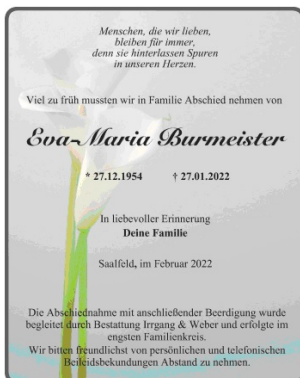 Menschen, die wir lieben,
bleiben für immer,
denn sie hinterlassen Spuren
in unseren Herzen.
Viel zu früh mussten wir in Familie Abschied nehmen von
Eva-Maria Burmeister
* 27.12.1954 † 27.01.2022
In liebevoller Erinnerung
Deine Familie
Saalfeld, im Februar 2022
Die Abschiednahme mit anschließender Beerdigung wurde
begleitet durch Bestattung Irrgang & Weber und erfolgte im
engsten Familienkreis.
Wir bitten freundlichst von persönlichen und telefonischen
Beileidsbekundungen Abstand zu nehmen.